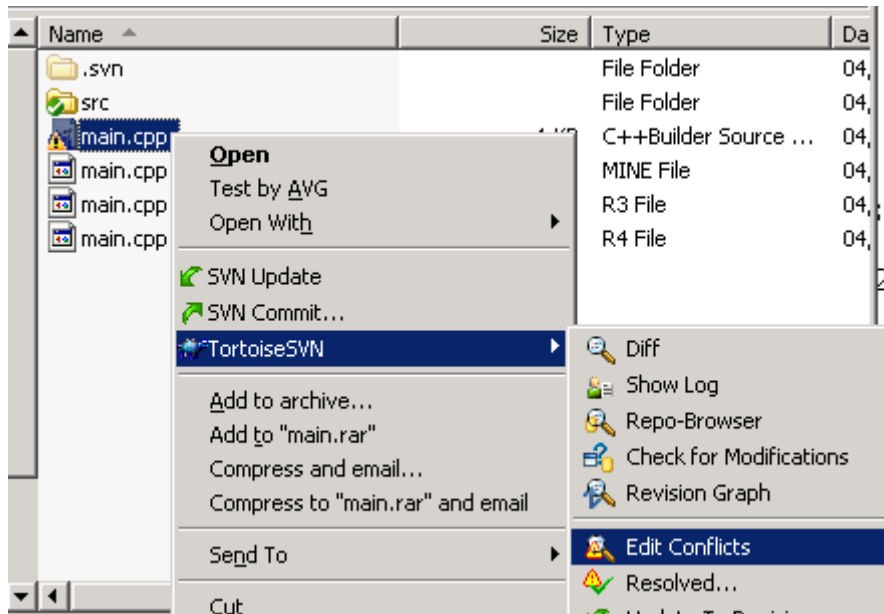 Name Size Type Da
.svn File Folder 04,
src File Folder 04,
main.cpp C++Builder Source ... 04,
main.cpp MINE File 04,
main.cpp R3 File 04,
main.cpp R4 File 04,
Open
Test by AVG
Open With
SVN Update
SVN Commit...
TortoiseSVN
Add to archive...
Add to "main.rar"
Compress and email...
Compress to "main.rar" and email
Send To
Cut
Diff
Show Log
Repo-Browser
Check for Modifications
Revision Graph
Edit Conflicts
Resolved...